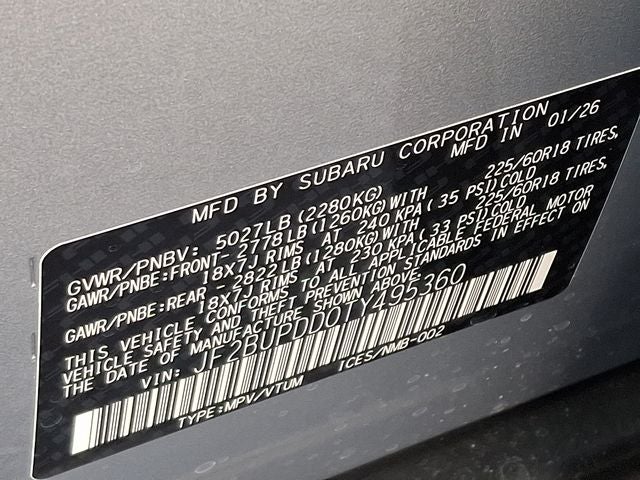 MFD BY SUBARU CORPORATION
MFD IN 01/26
GVWR/PNBV: 5027LB(2280KG)
GAWR/PNBE:FRONT- 2778LB(1260KG)WITH 225/60R18 TIRES,
18X7J RIMS AT 240 KPA( 35 PSI)COLD
GAWR/PNBE:REAR - 2822LB(1280KG)WITH 225/60R18 TIRES,
18X7J RIMS AT 230 KPA( 33 PSI)COLD
THIS VEHICLE CONFORMS TO ALL APPLICABLE FEDERAL MOTOR
VEHICLE SAFETY AND THEFT PREVENTION STANDARDS IN EFFECT ON
THE DATE OF MANUFACTURE SHOWN ABOVE.
VIN: JF2BUPDD0TY495360
TYPE:MPV/VTUM ICES/NMB-002